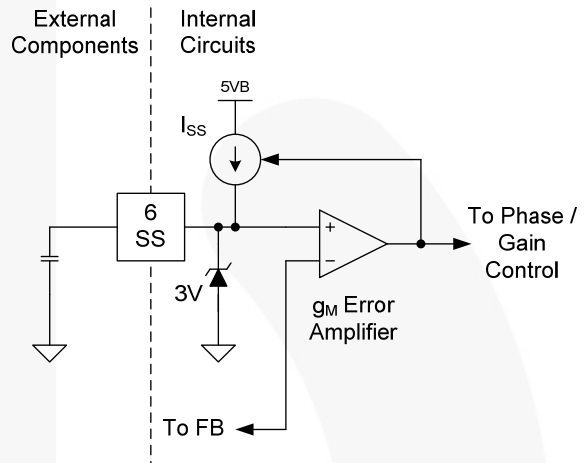 External
Components
Internal
Circuits
5VB
ISS
6
SS
+
−
3V
gM Error
Amplifier
To Phase /
Gain
Control
To FB